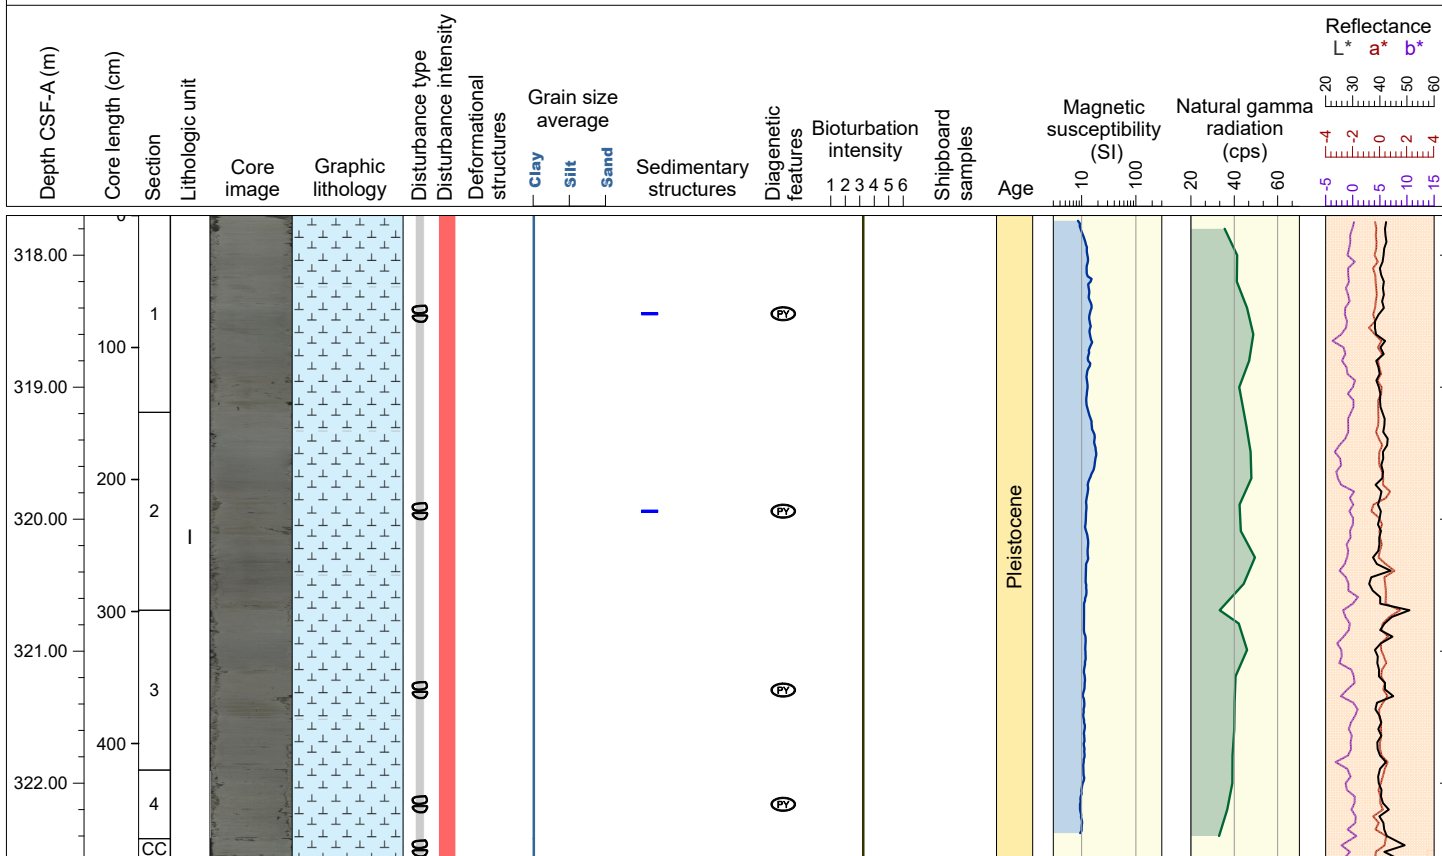 Depth CSF-A (m)
Core length (cm)
Section
Lithologic unit
Core
image
Graphic
lithology
Disturbance type
Disturbance intensity
Deformational
structures
Grain size
average
Clay
Silt
Sand
Sedimentary
structures
Diagenetic
features
Bioturbation
intensity
1 2 3 4 5 6
Shipboard
samples
Age
Magnetic
susceptibility
(SI)
10
100
Natural gamma
radiation
(cps)
20
40
60
Reflectance
L* a* b*
20
30
40
50
60
-4
-2
0
2
4
-5
0
5
10
15
0
318.00
1
PY
100
319.00
200
2
PY
320.00
I
Pleistocene
300
321.00
3
PY
400
322.00
4
PY
CC